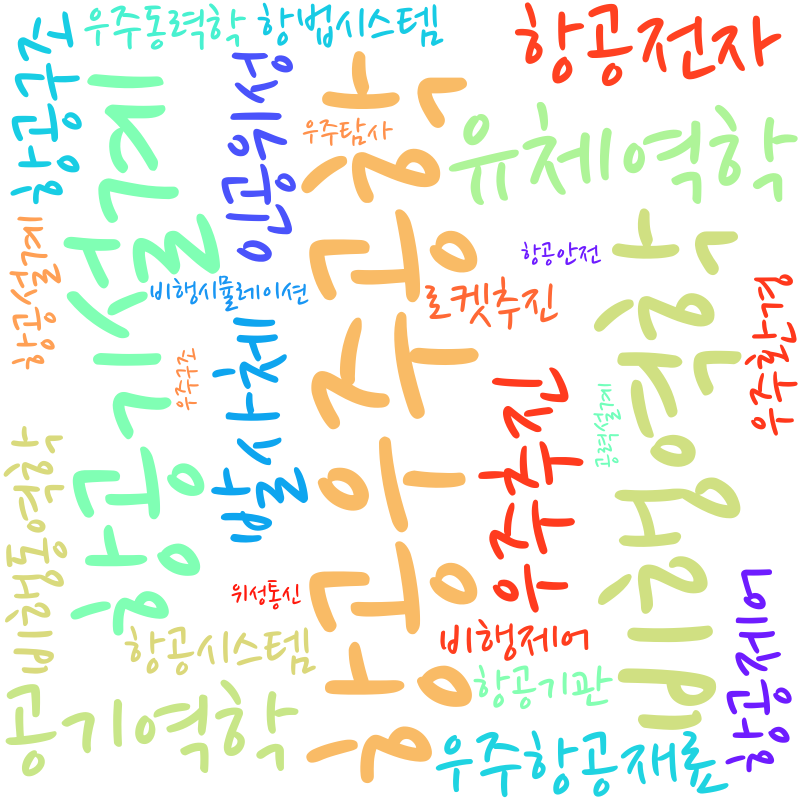 우주동력학
항법시스템
항공전자
항공구조
인공위성
우주탐사
유체역학
항공기설계
항공우주공학
항공안전
비행역학
항공설계
비행시뮬레이션
로켓추진
우주환경
발사체
우주구조
우주추진
공력설계
비행동역학
위성통신
항공시스템
비행제어
항공제어
항공기관
공기역학
우주항공재료